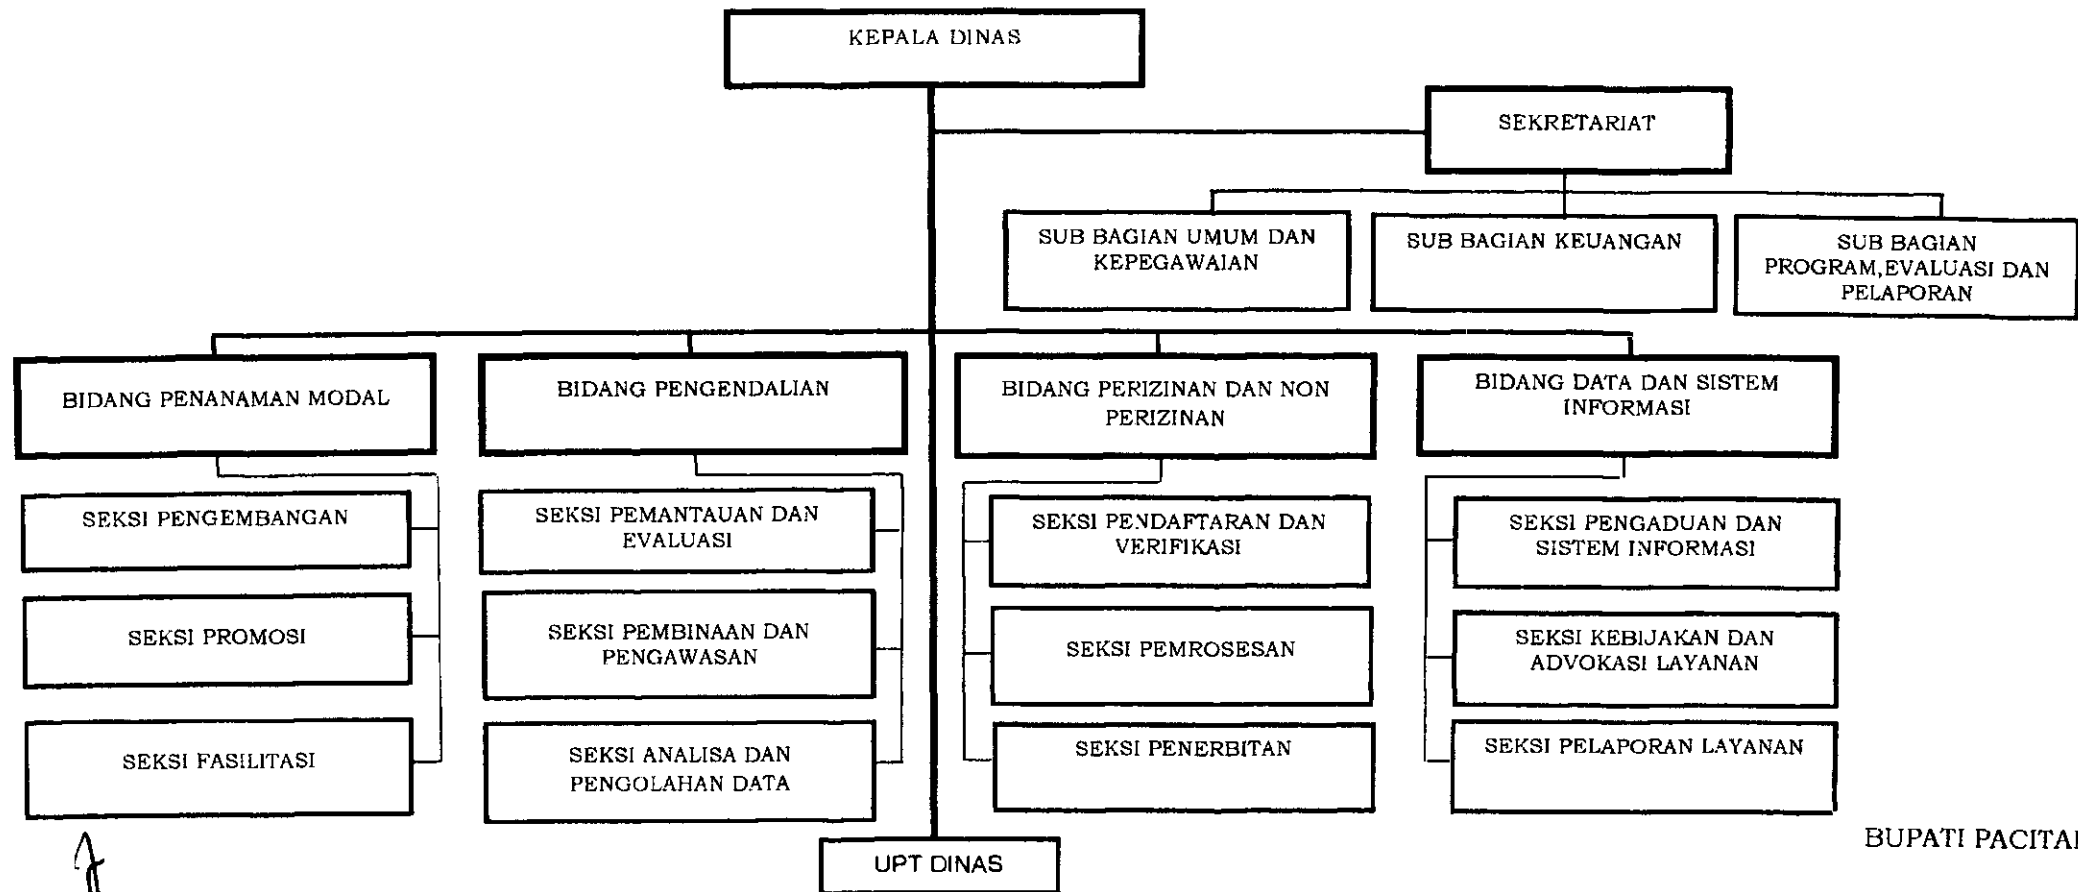 KEPALA DINAS
SEKRETARIAT
SUB BAGIAN UMUM DAN
KEPEGAWAIAN
SUB BAGIAN KEUANGAN
SUB BAGIAN
PROGRAM,EVALUASI DAN
PELAPORAN
BIDANG PENANAMAN MODAL
BIDANG PENGENDALIAN
BIDANG PERIZINAN DAN NON
PERIZINAN
BIDANG DATA DAN SISTEM
INFORMASI
SEKSI PENGEMBANGAN
SEKSI PROMOSI
SEKSI FASILITASI
SEKSI PEMANTAUAN DAN
EVALUASI
SEKSI PEMBINAAN DAN
PENGAWASAN
SEKSI ANALISA DAN
PENGOLAHAN DATA
SEKSI PENDAFTARAN DAN
VERIFIKASI
SEKSI PEMROSESAN
SEKSI PENERBITAN
SEKSI PENGADUAN DAN
SISTEM INFORMASI
SEKSI KEBIJAKAN DAN
ADVOKASI LAYANAN
SEKSI PELAPORAN LAYANAN
UPT DINAS
BUPATI PACITAN